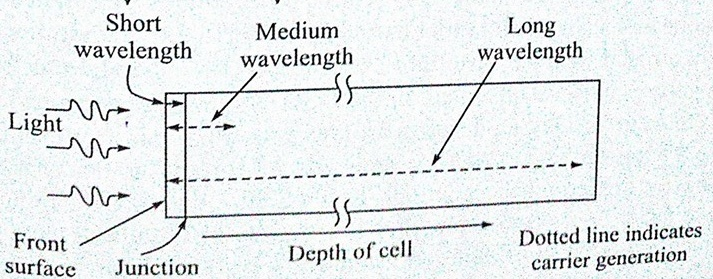 Short
wavelength
Medium
wavelength
Long
wavelength
Light
Front
surface
Junction
Depth of cell
Dotted line indicates
carrier generation